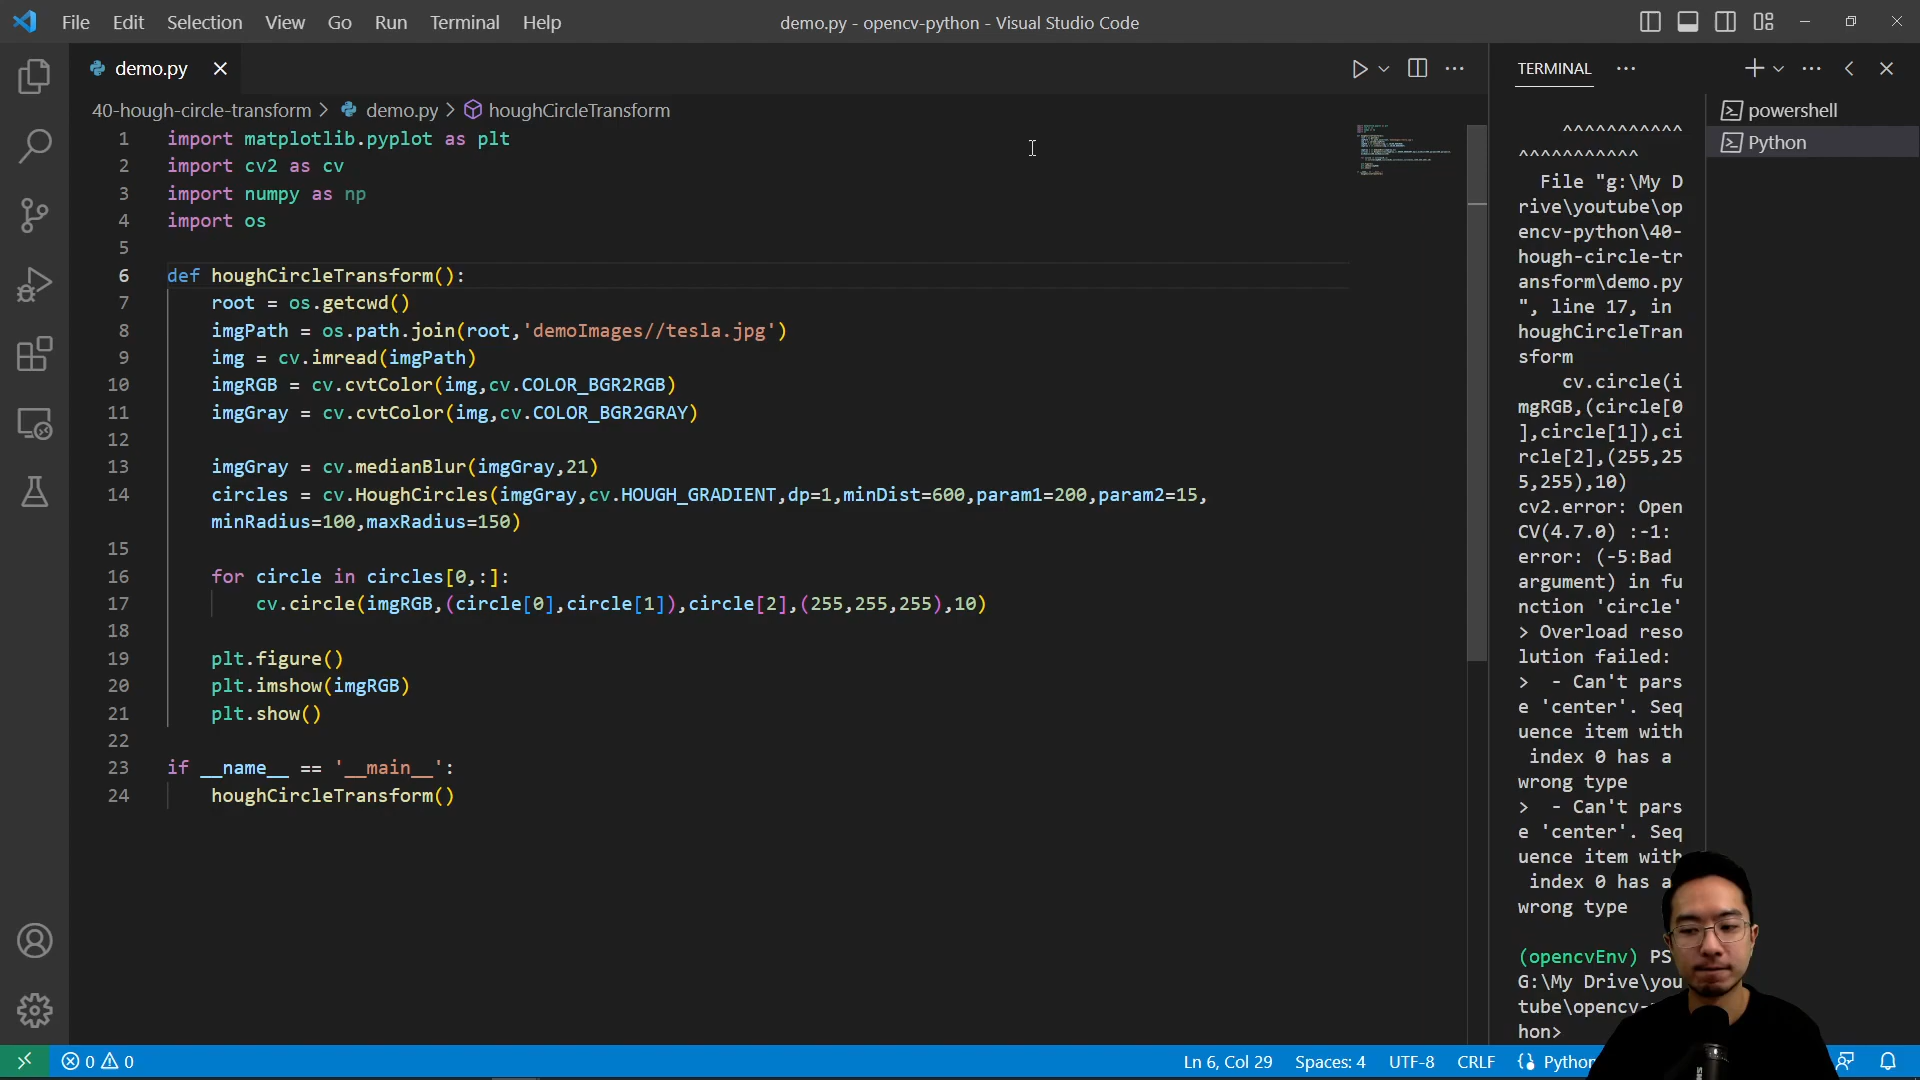 File Edit Selection View Go Run Terminal Help
demo.py - opencv-python - Visual Studio Code
demo.py
40-hough-circle-transform > demo.py > houghCircleTransform
1 import matplotlib.pyplot as plt
2 import cv2 as cv
3 import numpy as np
4 import os
5
6 def houghCircleTransform():
7 root = os.getcwd()
8 imgPath = os.path.join(root,'demoImages//tesla.jpg')
9 img = cv.imread(imgPath)
10 imgRGB = cv.cvtColor(img,cv.COLOR_BGR2RGB)
11 imgGray = cv.cvtColor(img,cv.COLOR_BGR2GRAY)
12
13 imgGray = cv.medianBlur(imgGray,21)
14 circles = cv.HoughCircles(imgGray,cv.HOUGH_GRADIENT,dp=1,minDist=600,param1=200,param2=15,
minRadius=100,maxRadius=150)
15
16 for circle in circles[0,:]:
17 cv.circle(imgRGB,(circle[0],circle[1]),circle[2],(255,255,255),10)
18
19 plt.figure()
20 plt.imshow(imgRGB)
21 plt.show()
22
23 if __name__ == '__main__':
24 houghCircleTransform()
TERMINAL
powershell
Python
^^^^^^^^^^^
^^^^^^^^^^^
File "g:\My D
rive\youtube\op
encv-python\40-
hough-circle-tr
ansform\demo.py
", line 17, in
houghCircleTran
sform
cv.circle(i
mgRGB,(circle[0
],circle[1]),ci
rcle[2],(255,25
5,255),10)
cv2.error: Open
CV(4.7.0) :-1:
error: (-5:Bad
argument) in fu
nction 'circle'
> Overload reso
lution failed:
>  - Can't pars
e 'center'. Seq
uence item with
index 0 has a
wrong type
>  - Can't pars
e 'center'. Seq
uence item with
index 0 has a
wrong type
(opencvEnv) PS
G:\My Drive\you
tube\opencv-
hon>
0 0
Ln 6, Col 29 Spaces: 4 UTF-8 CRLF Python